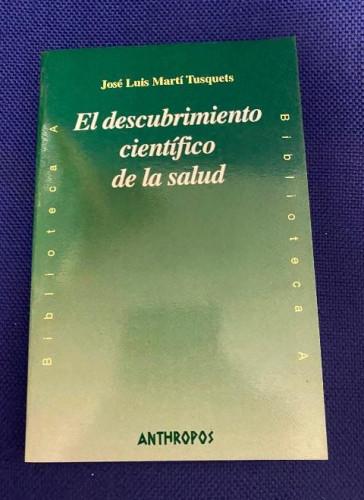 José Luis Martí Tusquets
El descubrimiento
científico
de la salud
Biblioteca A
Biblioteca A
ANTHROPOS